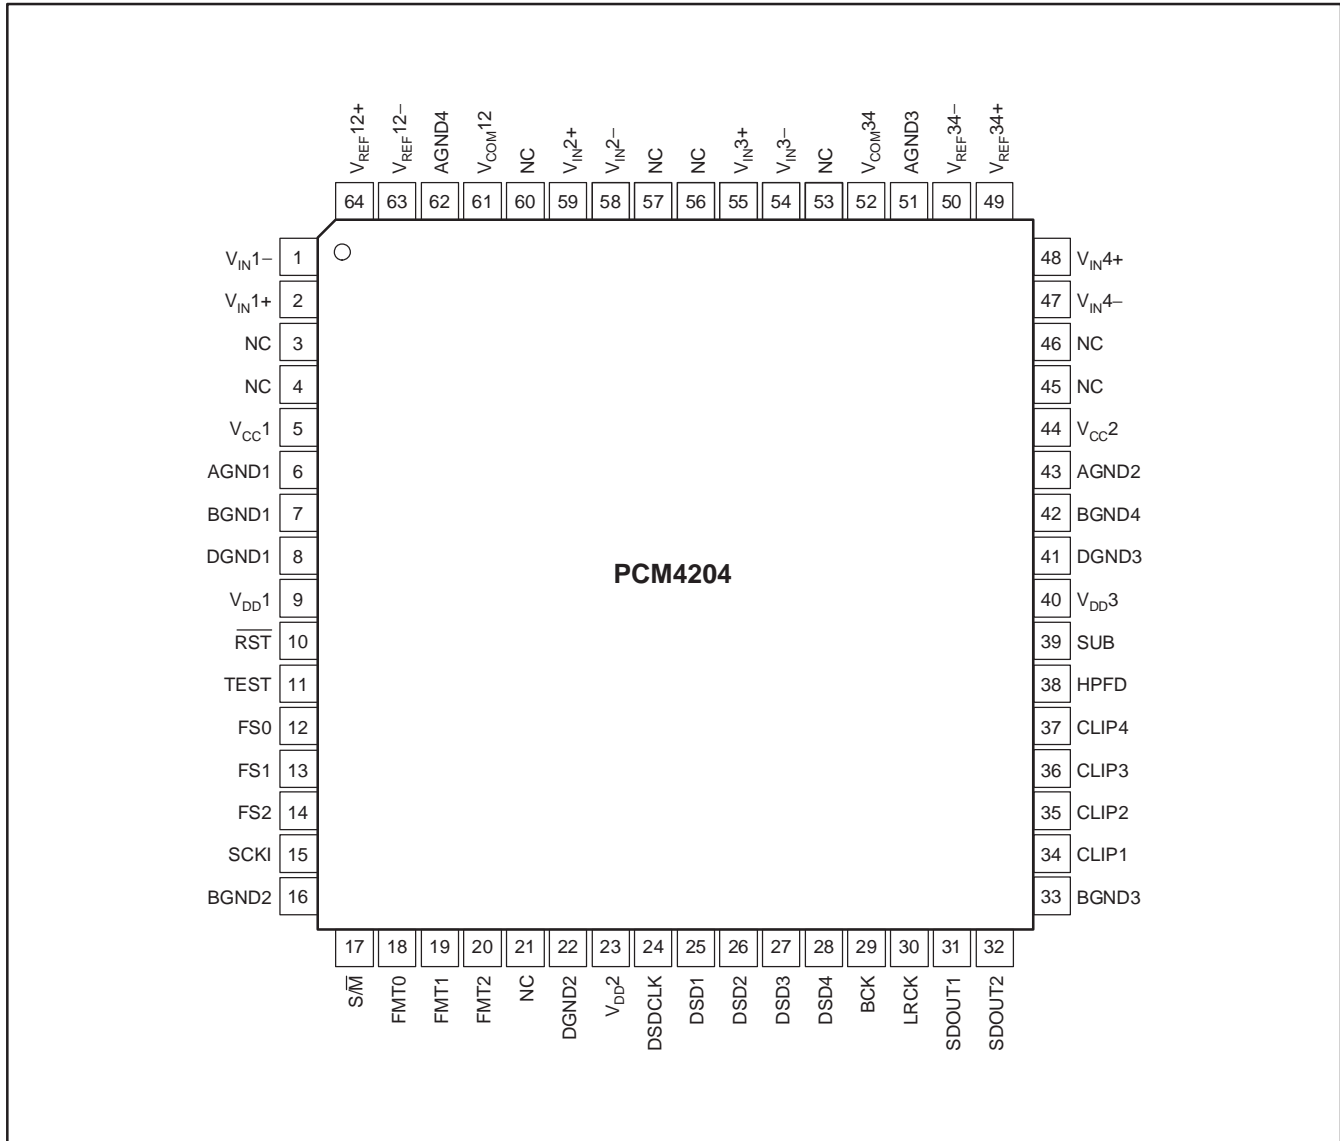 VREF12+
VREF12−
AGND4
VCOM12
NC
VIN2+
VIN2−
NC
NC
VIN3+
VIN3−
NC
VCOM34
AGND3
VREF34−
VREF34+
64 63 62 61 60 59 58 57 56 55 54 53 52 51 50 49
VIN1− 1
VIN1+ 2
NC 3
NC 4
VCC1 5
AGND1 6
BGND1 7
DGND1 8
VDD1 9
R̅S̅T̅ 10
TEST 11
FS0 12
FS1 13
FS2 14
SCKI 15
BGND2 16
PCM4204
48 VIN4+
47 VIN4−
46 NC
45 NC
44 VCC2
43 AGND2
42 BGND4
41 DGND3
40 VDD3
39 SUB
38 HPFD
37 CLIP4
36 CLIP3
35 CLIP2
34 CLIP1
33 BGND3
17 18 19 20 21 22 23 24 25 26 27 28 29 30 31 32
S/M̅
FMT0
FMT1
FMT2
NC
DGND2
VDD2
DSDCLK
DSD1
DSD2
DSD3
DSD4
BCK
LRCK
SDOUT1
SDOUT2